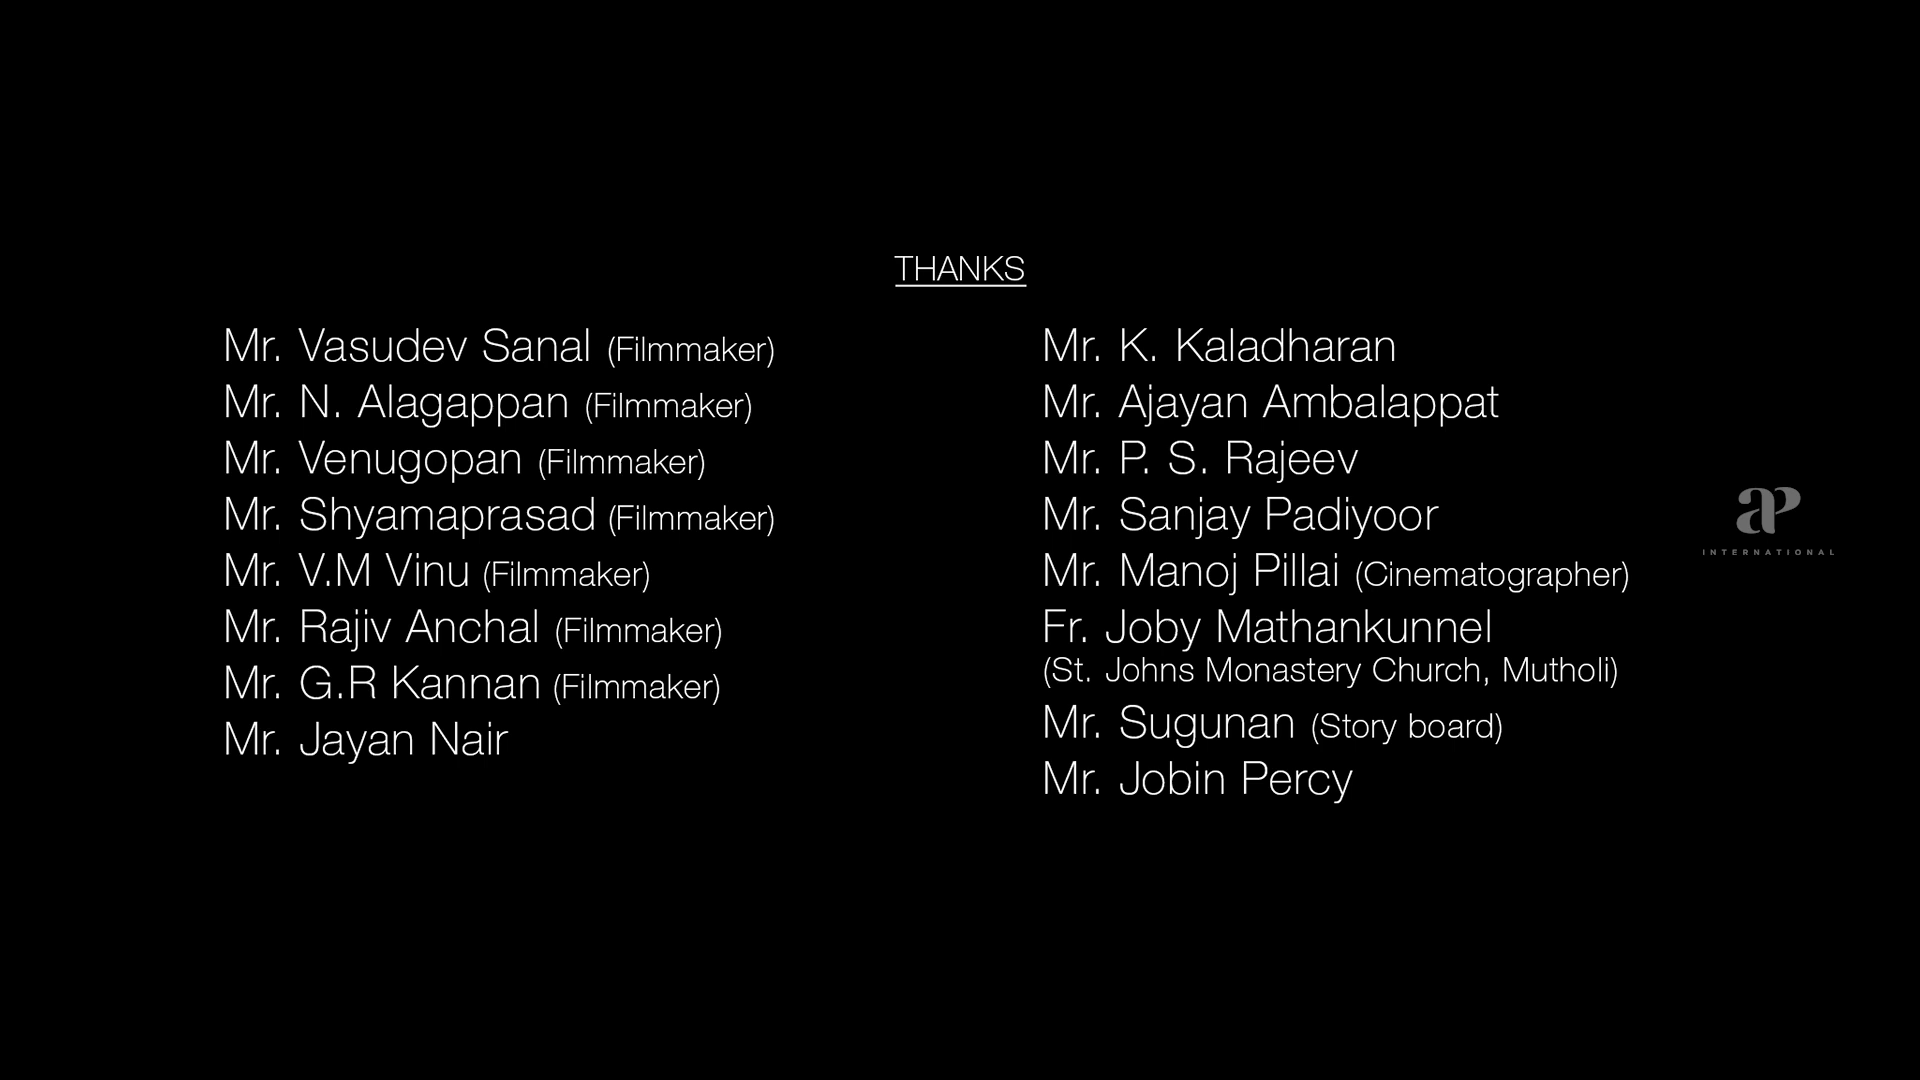 THANKS
Mr. Vasudev Sanal (Filmmaker)
Mr. N. Alagappan (Filmmaker)
Mr. Venugopan (Filmmaker)
Mr. Shyamaprasad (Filmmaker)
Mr. V.M Vinu (Filmmaker)
Mr. Rajiv Anchal (Filmmaker)
Mr. G.R Kannan (Filmmaker)
Mr. Jayan Nair
Mr. K. Kaladharan
Mr. Ajayan Ambalappat
Mr. P. S. Rajeev
Mr. Sanjay Padiyoor
Mr. Manoj Pillai (Cinematographer)
Fr. Joby Mathankunnel
(St. Johns Monastery Church, Mutholi)
Mr. Sugunan (Story board)
Mr. Jobin Percy
aP
INTERNATIONAL